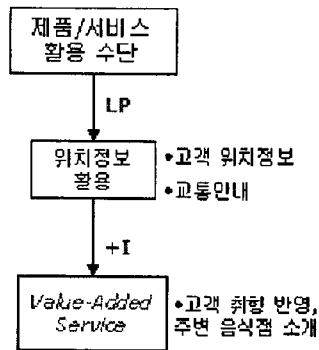 제품/서비스
활용 수단
LP
위치정보
활용
•고객 위치정보
•교통안내
+I
Value-Added
Service
•고객 취향 반영,
주변 음식점 소개